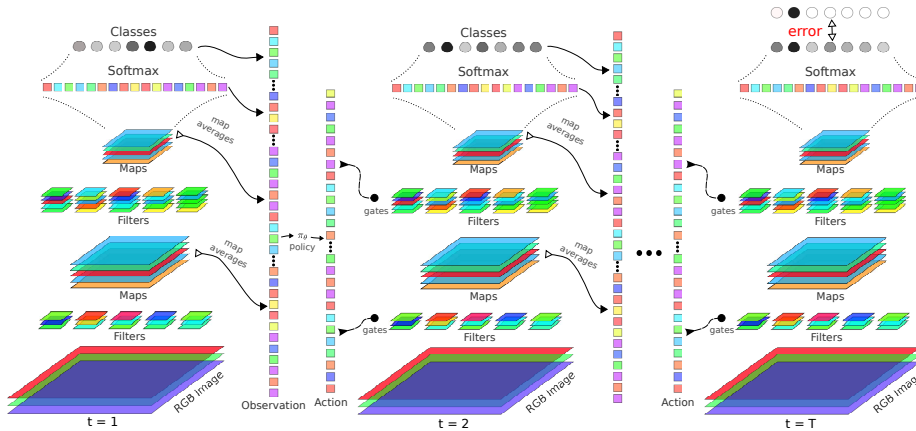 Classes
Softmax
map
averages
Maps
Filters
map
averages
Maps
Filters
RGB Image
t = 1
Observation
πθ
policy
Action
Classes
Softmax
map
averages
Maps
gates
Filters
map
averages
Maps
gates
Filters
RGB Image
t = 2
Action
error
Classes
Softmax
Maps
gates
Filters
Maps
gates
Filters
RGB Image
t = T